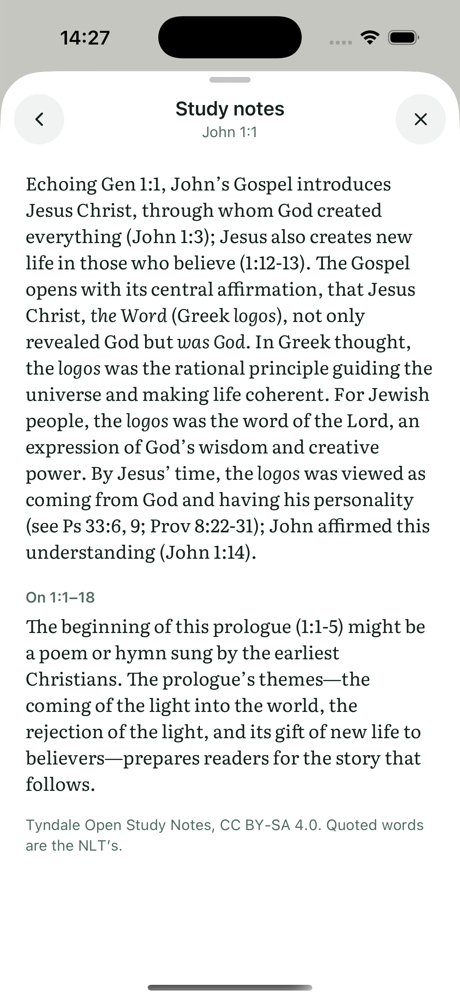 14:27
Study notes
John 1:1
Echoing Gen 1:1, John’s Gospel introduces
Jesus Christ, through whom God created
everything (John 1:3); Jesus also creates new
life in those who believe (1:12-13). The Gospel
opens with its central affirmation, that Jesus
Christ, the Word (Greek logos), not only
revealed God but was God. In Greek thought,
the logos was the rational principle guiding the
universe and making life coherent. For Jewish
people, the logos was the word of the Lord, an
expression of God’s wisdom and creative
power. By Jesus’ time, the logos was viewed as
coming from God and having his personality
(see Ps 33:6, 9; Prov 8:22-31); John affirmed this
understanding (John 1:14).
On 1:1–18
The beginning of this prologue (1:1-5) might be
a poem or hymn sung by the earliest
Christians. The prologue’s themes—the
coming of the light into the world, the
rejection of the light, and its gift of new life to
believers—prepares readers for the story that
follows.
Tyndale Open Study Notes, CC BY-SA 4.0. Quoted words
are the NLT’s.